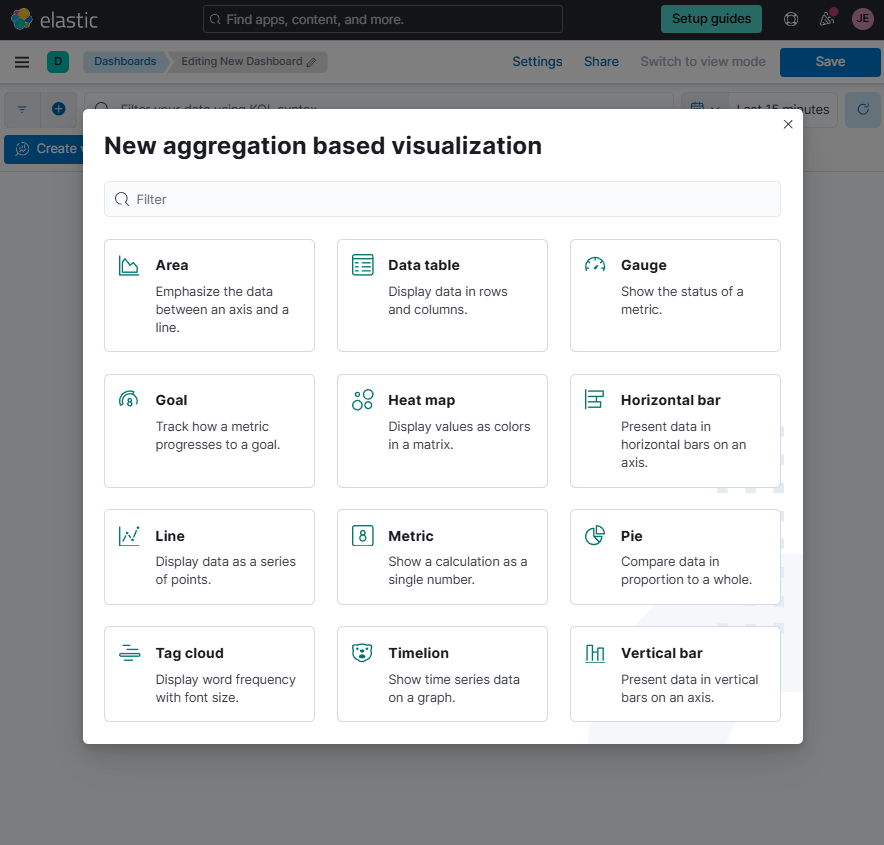 elastic
Find apps, content, and more.
Setup guides
JE
D
Dashboards
Editing New Dashboard
Settings
Share
Switch to view mode
Save
Last 15 minutes
Create
New aggregation based visualization
Filter
Area
Emphasize the data
between an axis and a
line.
Data table
Display data in rows
and columns.
Gauge
Show the status of a
metric.
Goal
Track how a metric
progresses to a goal.
8
Heat map
Display values as colors
in a matrix.
Horizontal bar
Present data in
horizontal bars on an
axis.
Line
Display data as a series
of points.
8
Metric
Show a calculation as a
single number.
Pie
Compare data in
proportion to a whole.
Tag cloud
Display word frequency
with font size.
Timelion
Show time series data
on a graph.
Vertical bar
Present data in vertical
bars on an axis.